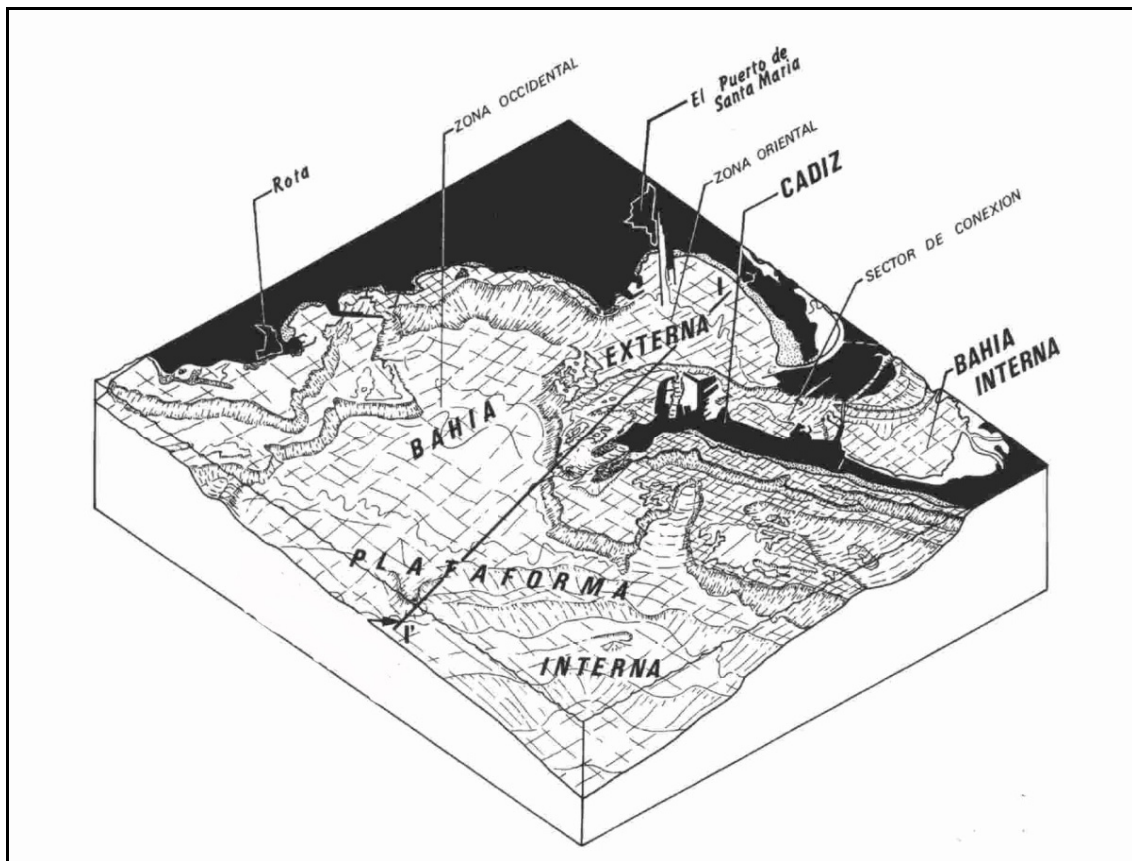 ZONA OCCIDENTAL
El Puerto de
Santa Maria
ZONA ORIENTAL
CADIZ
Rota
SECTOR DE CONEXION
I
EXTERNA
BAHIA
INTERNA
BAHIA
PLATAFORMA
I'
INTERNA